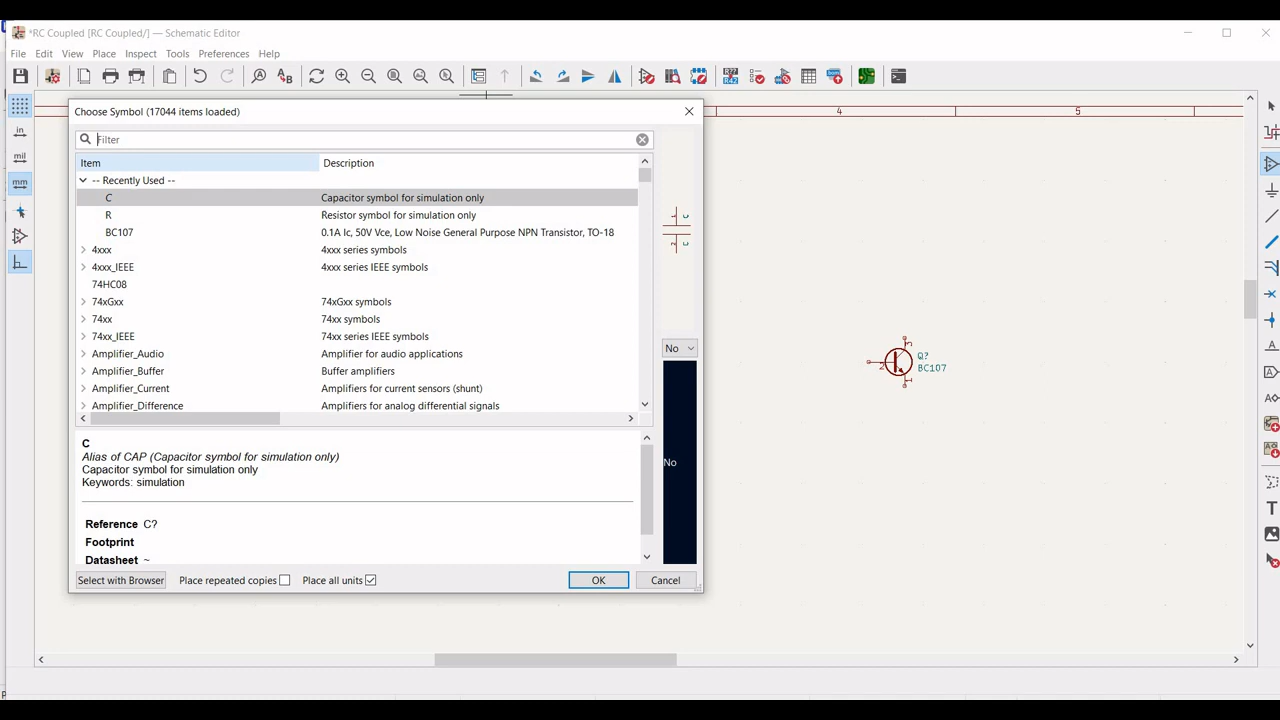 *RC Coupled [RC Coupled/] — Schematic Editor
File Edit View Place Inspect Tools Preferences Help
in
mil
mm
4 5
Choose Symbol (17044 items loaded)
Filter
Item Description
-- Recently Used --
C Capacitor symbol for simulation only
R Resistor symbol for simulation only
BC107 0.1A Ic, 50V Vce, Low Noise General Purpose NPN Transistor, TO-18
4xxx 4xxx series symbols
4xxx_IEEE 4xxx series IEEE symbols
74HC08
74xGxx 74xGxx symbols
74xx 74xx symbols
74xx_IEEE 74xx series IEEE symbols
Amplifier_Audio Amplifier for audio applications
Amplifier_Buffer Buffer amplifiers
Amplifier_Current Amplifiers for current sensors (shunt)
Amplifier_Difference Amplifiers for analog differential signals
No
No
C
Alias of CAP (Capacitor symbol for simulation only)
Capacitor symbol for simulation only
Keywords: simulation
Reference C?
Footprint
Datasheet ~
Select with Browser Place repeated copies Place all units OK Cancel
3
2
1
Q?
BC107